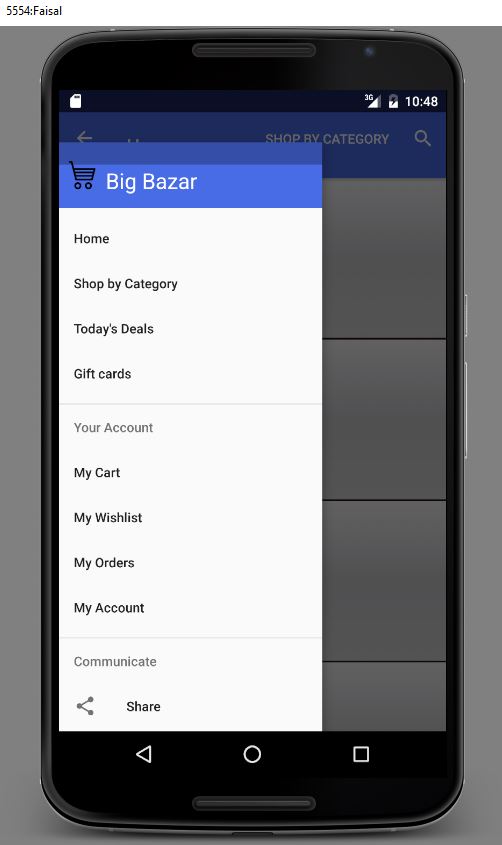 5554:Faisal
3G
10:48
SHOP BY CATEGORY
Big Bazar
Home
Shop by Category
Today's Deals
Gift cards
Your Account
My Cart
My Wishlist
My Orders
My Account
Communicate
Share